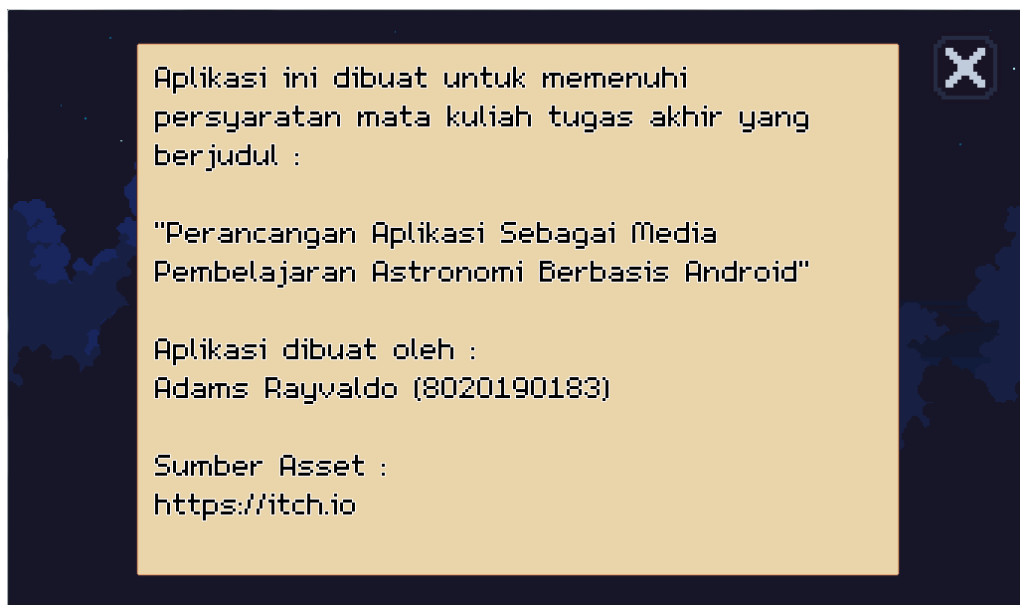 Aplikasi ini dibuat untuk memenuhi
persyaratan mata kuliah tugas akhir yang
berjudul :
"Perancangan Aplikasi Sebagai Media
Pembelajaran Astronomi Berbasis Android"
Aplikasi dibuat oleh :
Adams Rayvaldo (8020190183)
Sumber Asset :
https://itch.io